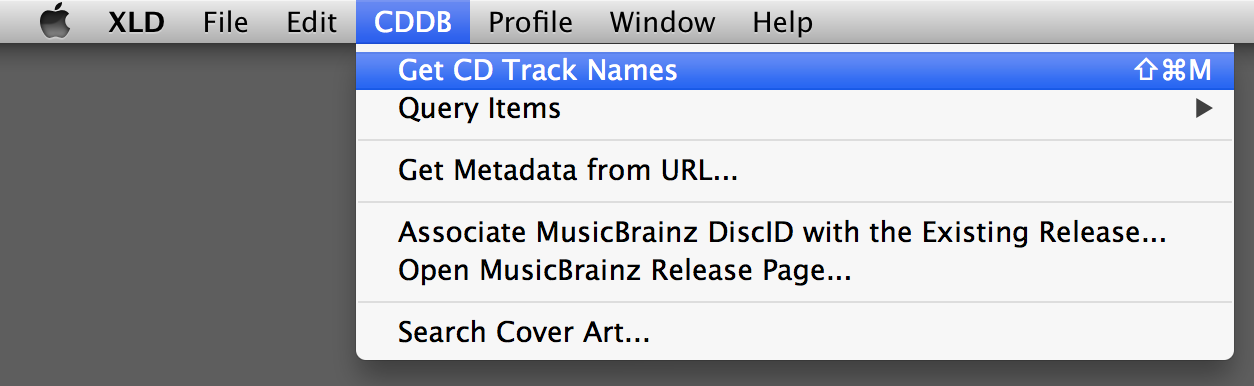 XLD File Edit CDDB Profile Window Help
Get CD Track Names ⇧⌘M
Query Items ▶
Get Metadata from URL...
Associate MusicBrainz DiscID with the Existing Release...
Open MusicBrainz Release Page...
Search Cover Art...